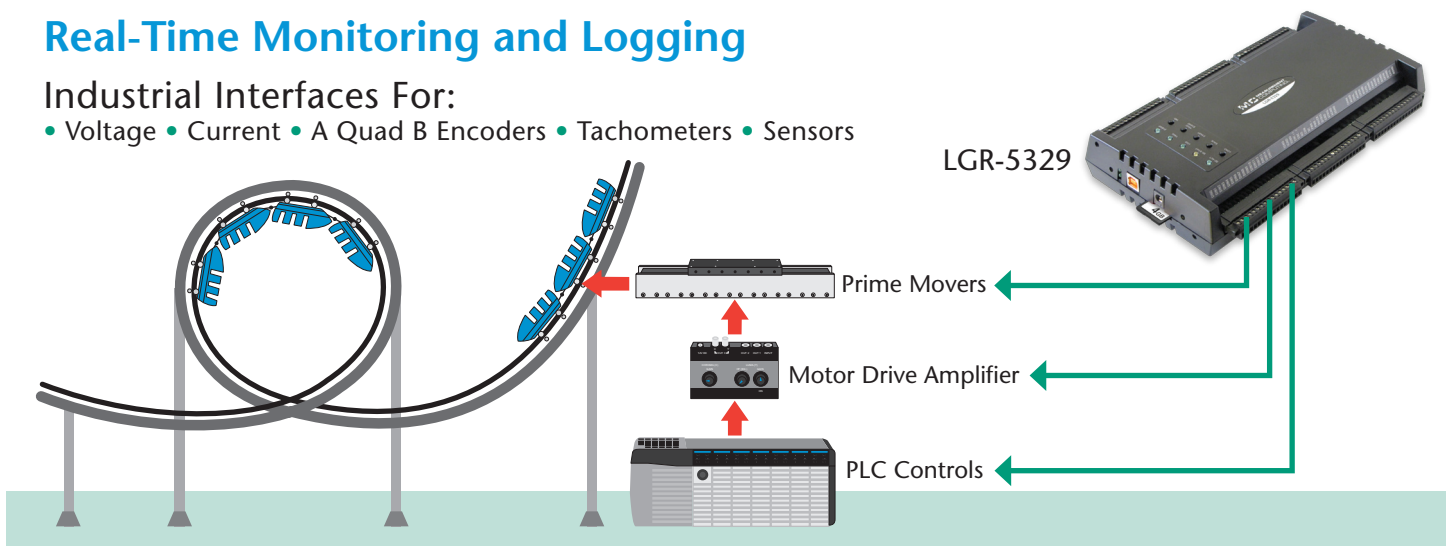 Real-Time Monitoring and Logging
Industrial Interfaces For:
• Voltage • Current • A Quad B Encoders • Tachometers • Sensors
LGR-5329
4GB
Prime Movers
Motor Drive Amplifier
PLC Controls